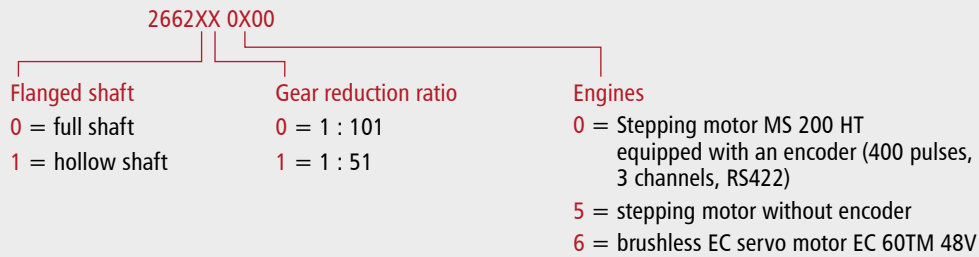 2662XX 0X00
Flanged shaft
0 = full shaft
1 = hollow shaft
Gear reduction ratio
0 = 1 : 101
1 = 1 : 51
Engines
0 = Stepping motor MS 200 HT
equipped with an encoder (400 pulses,
3 channels, RS422)
5 = stepping motor without encoder
6 = brushless EC servo motor EC 60TM 48V